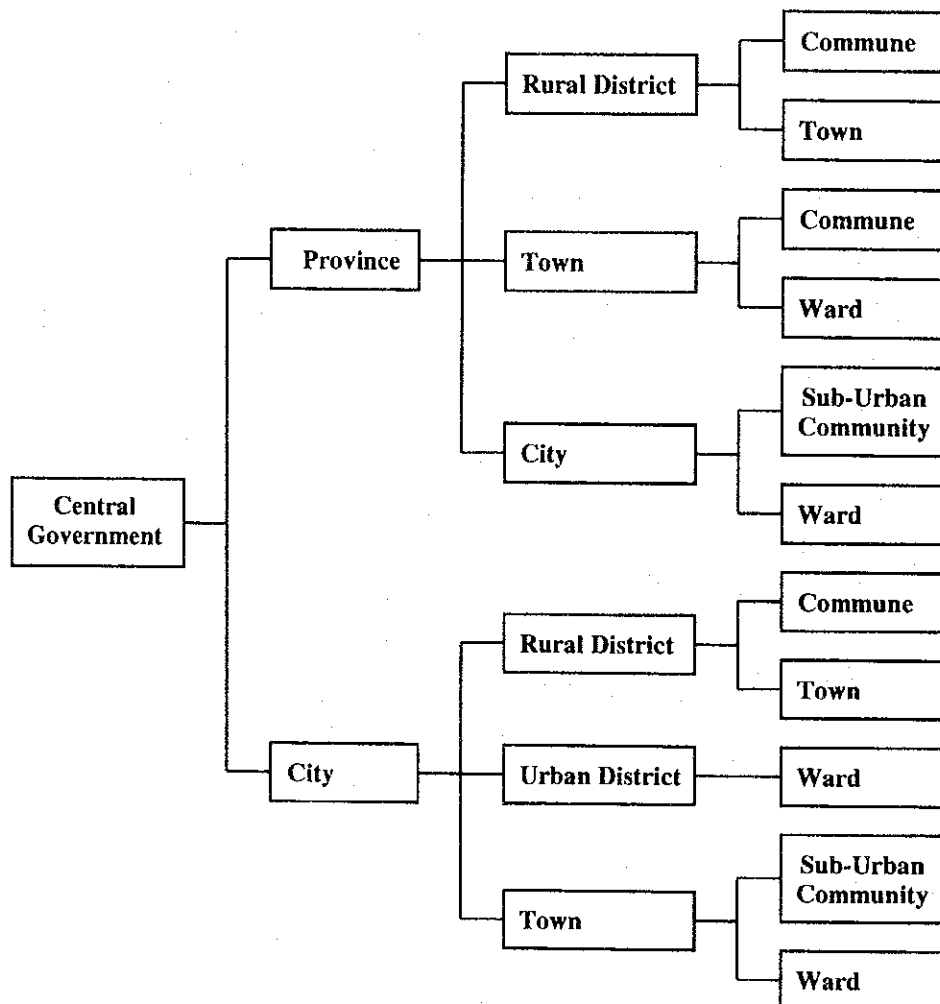 Commune
Rural District
Town
Commune
Province
Town
Ward
Sub-Urban
Community
City
Ward
Central
Government
Commune
Rural District
Town
City
Urban District
Ward
Sub-Urban
Community
Town
Ward